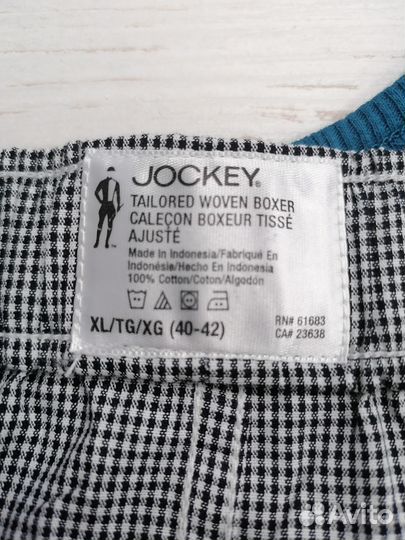 JOCKEY®
TAILORED WOVEN BOXER
CALEÇON BOXEUR TISSÉ
AJUSTÉ
Made In Indonesia/Fabriqué En
Indonésie/Hecho En Indonesia
100% Cotton/Coton/Algodón
XL/TG/XG (40-42)
RN# 61683
CA# 23638
Avito